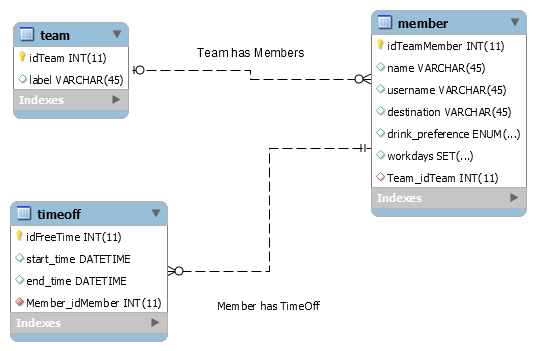 team
idTeam INT(11)
label VARCHAR(45)
Indexes
Team has Members
member
idTeamMember INT(11)
name VARCHAR(45)
username VARCHAR(45)
destination VARCHAR(45)
drink_preference ENUM(...)
workdays SET(...)
Team_idTeam INT(11)
Indexes
timeoff
idFreeTime INT(11)
start_time DATETIME
end_time DATETIME
Member_idMember INT(11)
Indexes
Member has TimeOff